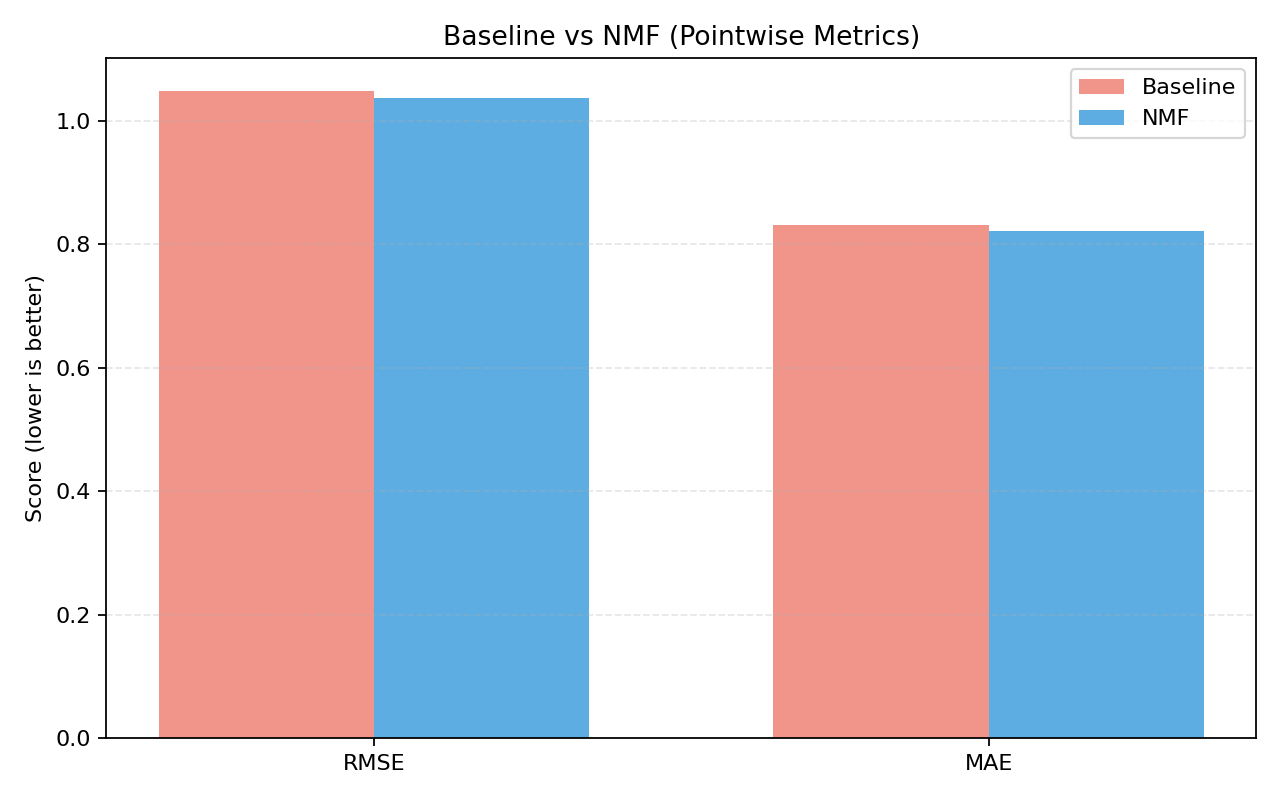 Baseline vs NMF (Pointwise Metrics)
Baseline
NMF
Score (lower is better)
1.0
0.8
0.6
0.4
0.2
0.0
RMSE
MAE